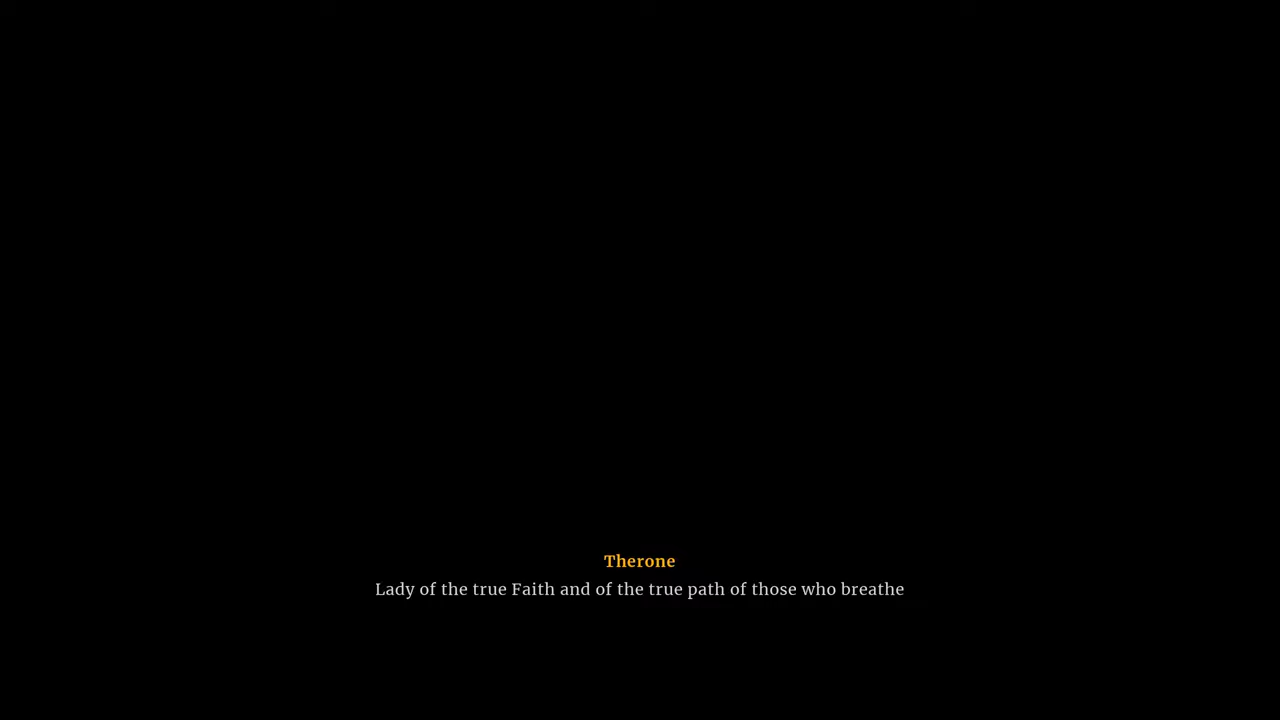 Therone
Lady of the true Faith and of the true path of those who breathe